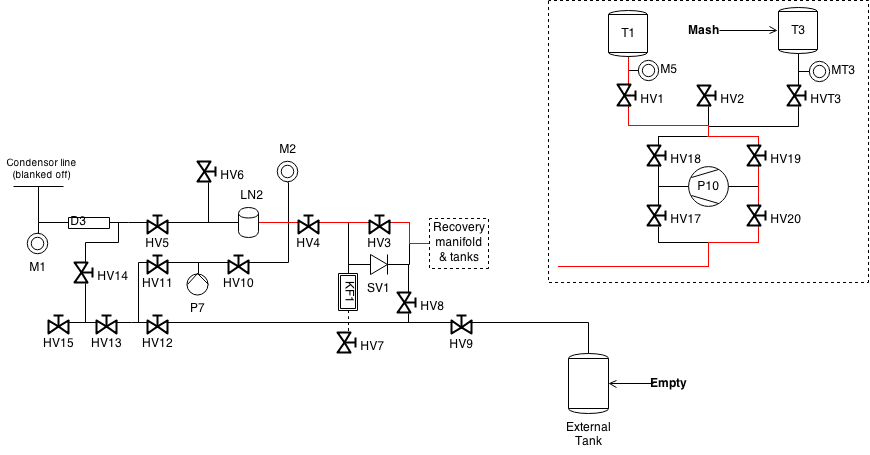 T1
Mash
T3
M5
MT3
HV1
HV2
HVT3
HV18
HV19
P10
HV17
HV20
M2
Condensor line
(blanked off)
HV6
LN2
D3
HV5
HV4
HV3
Recovery
manifold
& tanks
M1
HV14
HV11
HV10
P7
KF1
SV1
HV8
HV15
HV13
HV12
HV7
HV9
Empty
External
Tank